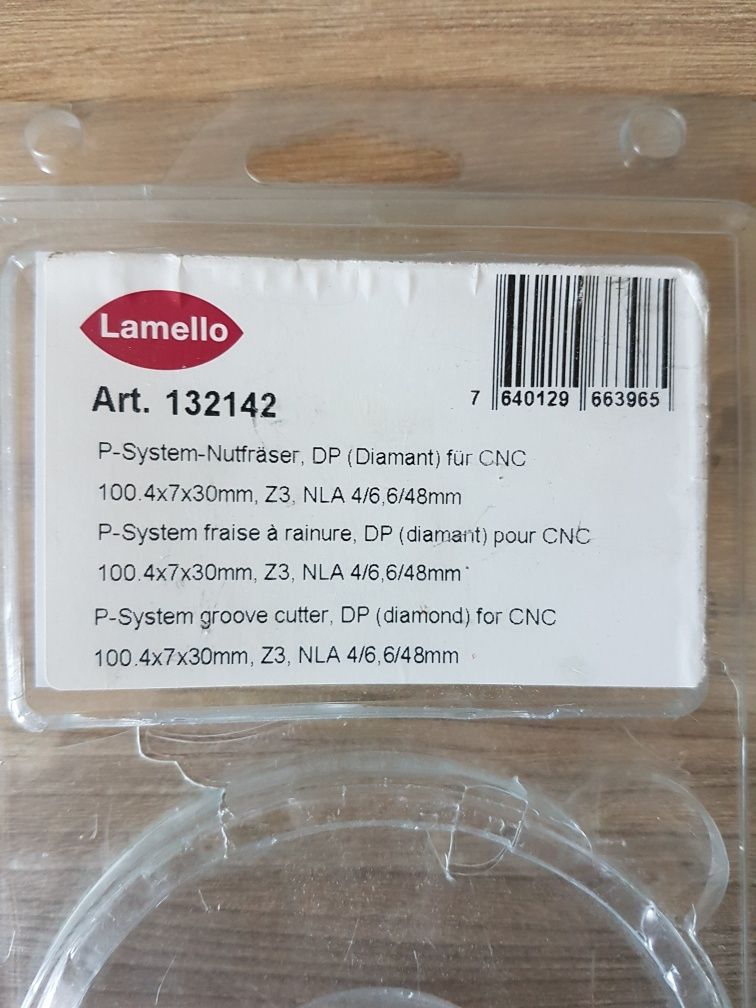 Lamello
Art. 132142
7 640129 663965
P-System-Nutfräser, DP (Diamant) für CNC
100.4x7x30mm, Z3, NLA 4/6,6/48mm
P-System fraise à rainure, DP (diamant) pour CNC
100.4x7x30mm, Z3, NLA 4/6,6/48mm
P-System groove cutter, DP (diamond) for CNC
100.4x7x30mm, Z3, NLA 4/6,6/48mm